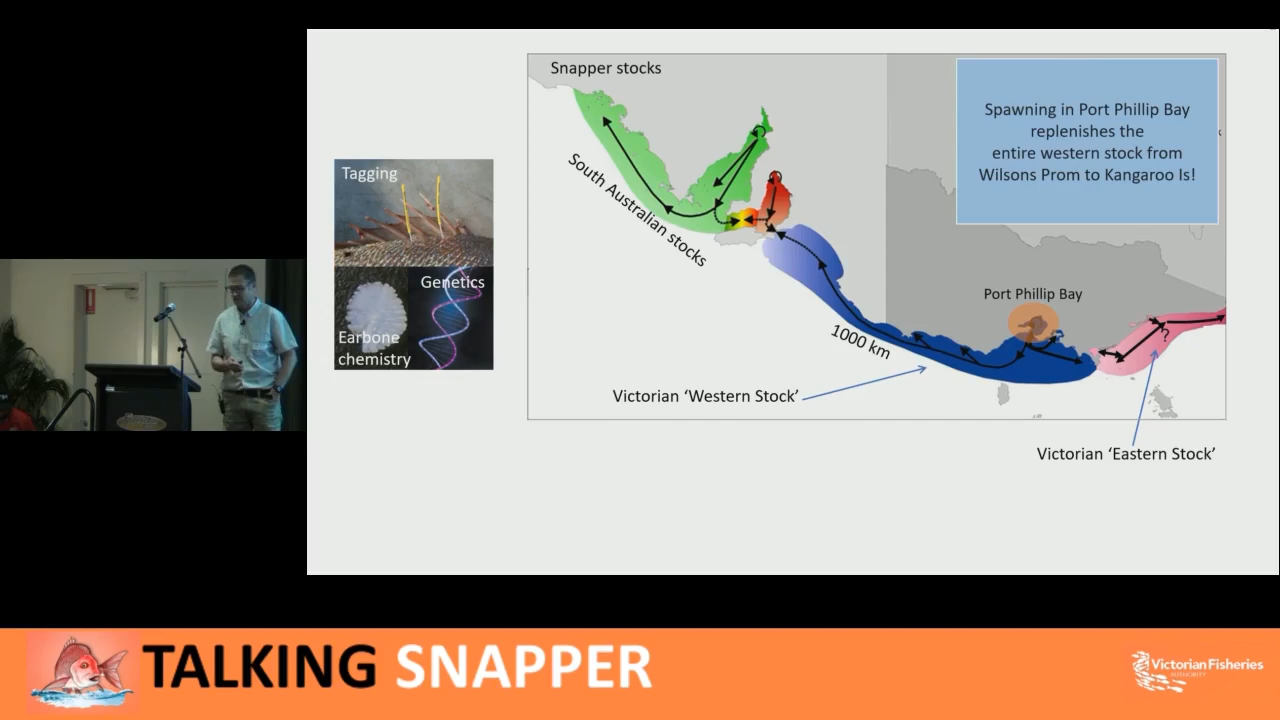 Snapper stocks
Spawning in Port Phillip Bay
replenishes the
entire western stock from
Wilsons Prom to Kangaroo Is!
Tagging
Genetics
Earbone
chemistry
South Australian stocks
Port Phillip Bay
?
1000 km
Victorian ‘Western Stock’
Victorian ‘Eastern Stock’
TALKING SNAPPER
Victorian Fisheries
AUTHORITY